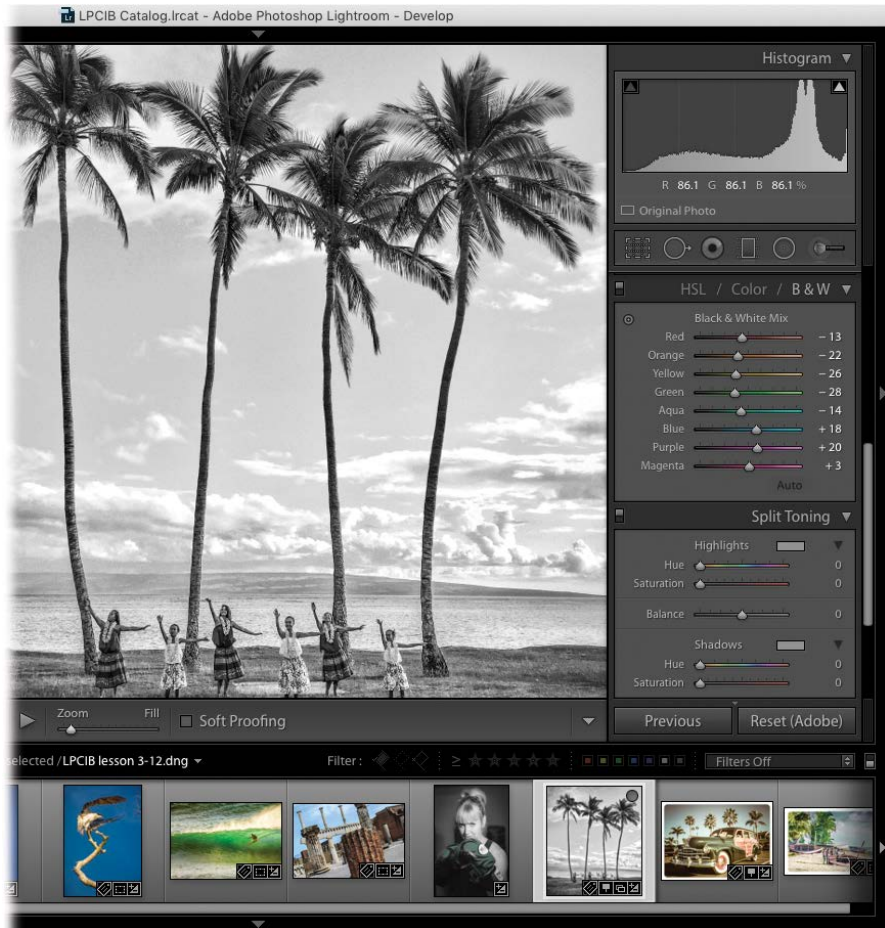 LPCIB Catalog.lrcat - Adobe Photoshop Lightroom - Develop
Histogram
R 86.1 G 86.1 B 86.1 %
Original Photo
HSL / Color / B & W
Black & White Mix
Red - 13
Orange - 22
Yellow - 26
Green - 28
Aqua - 14
Blue + 18
Purple + 20
Magenta + 3
Auto
Split Toning
Highlights
Hue 0
Saturation 0
Balance 0
Shadows
Hue 0
Saturation 0
Zoom Fill
Soft Proofing
Previous
Reset (Adobe)
selected / LPCIB lesson 3-12.dng
Filter : ≥
Filters Off